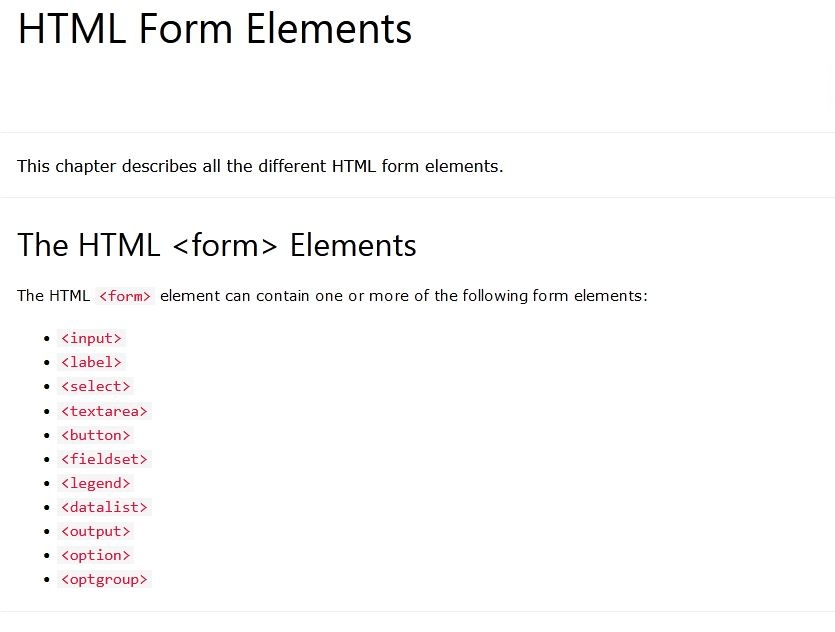 HTML Form Elements
This chapter describes all the different HTML form elements.
The HTML <form> Elements
The HTML <form> element can contain one or more of the following form elements:
<input>
<label>
<select>
<textarea>
<button>
<fieldset>
<legend>
<datalist>
<output>
<option>
<optgroup>